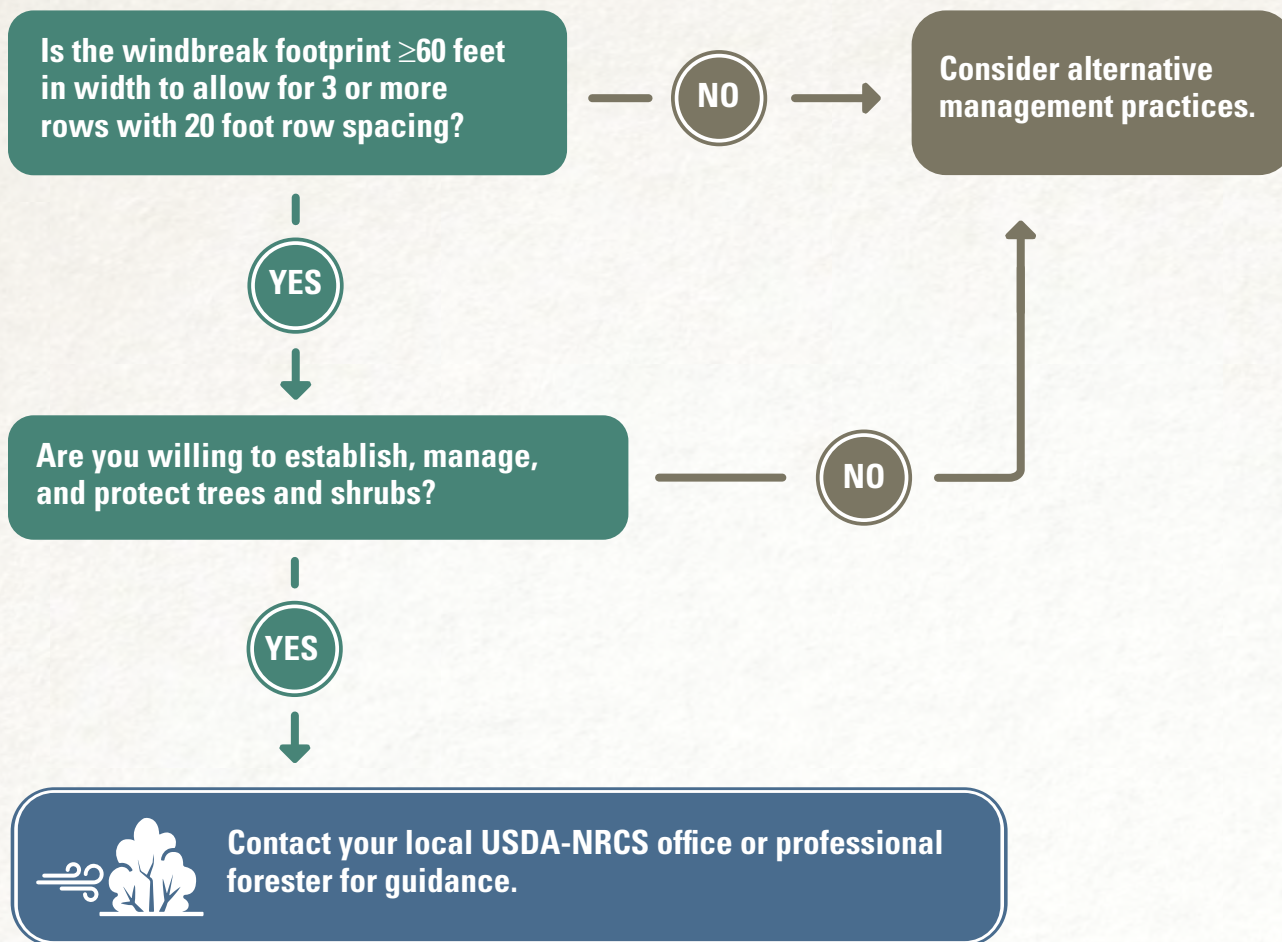 Is the windbreak footprint ≥60 feet
in width to allow for 3 or more
rows with 20 foot row spacing?
NO
Consider alternative
management practices.
YES
Are you willing to establish, manage,
and protect trees and shrubs?
NO
YES
Contact your local USDA-NRCS office or professional
forester for guidance.